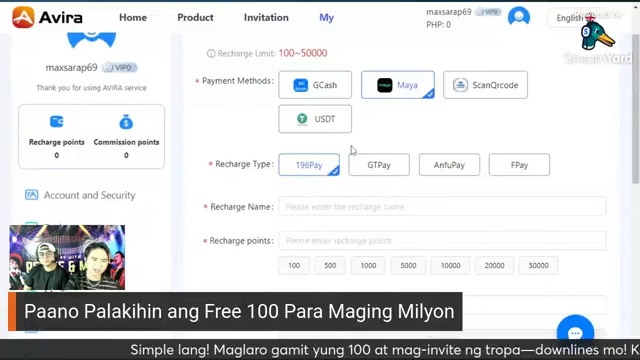 Avira
Home
Product
Invitation
My
maxsarap69 VIP0
PHP: 0
English
StreamYard
maxsarap69 VIP0
Thank you for using AVIRA service
Recharge points
0
Commission points
0
Account and Security
Recharge Limit: 100~50000
* Payment Methods:
GCash
Maya
ScanQrcode
USDT
* Recharge Type:
196Pay
GTPay
AnfuPay
FPay
* Recharge Name:
Please enter the recharge name
* Recharge points:
Please enter recharge points
100
500
1000
5000
10000
20000
50000
Paano Palakihin ang Free 100 Para Maging Milyon
Simple lang! Maglaro gamit yung 100 at mag-invite ng tropa—downlines mo! K